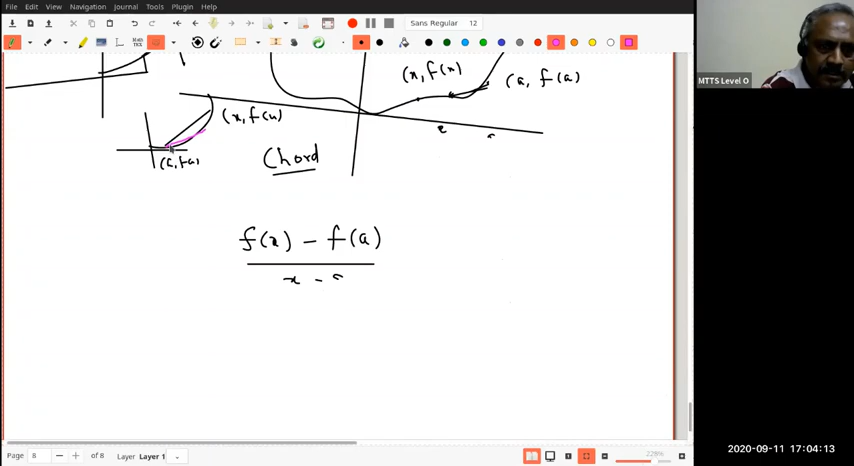 File Edit View Navigation Journal Tools Plugin Help
Sans Regular 12
(x, f(x)
(a, f(a)
(x, f(x)
Chord
f(x) - f(a)
x - a
MTTS Level O
Page 8 of 8 Layer Layer 1
229%
2020-09-11 17:04:13